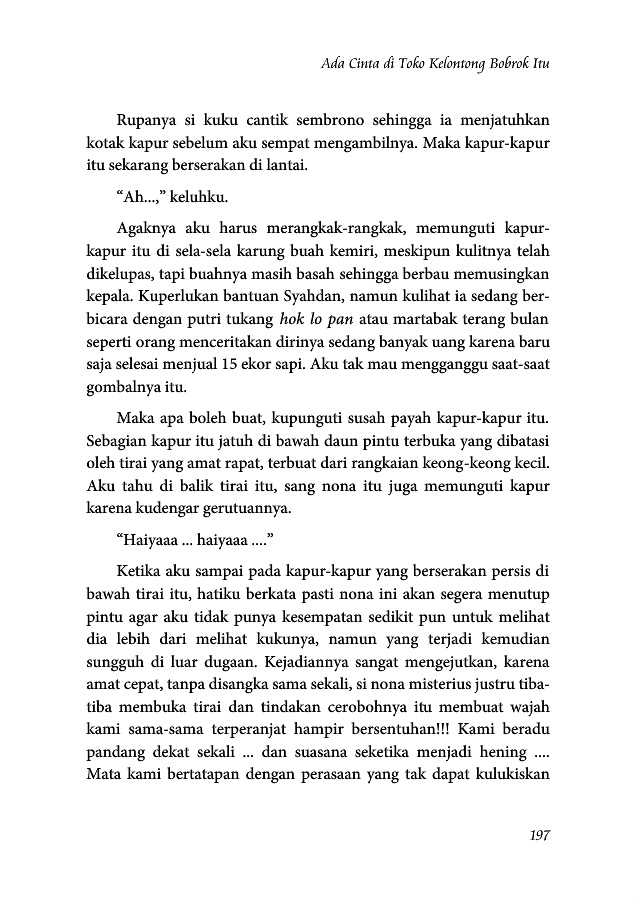 Ada Cinta di Toko Kelontong Bobrok Itu
Rupanya si kuku cantik sembrono sehingga ia menjatuhkan
kotak kapur sebelum aku sempat mengambilnya. Maka kapur-kapur
itu sekarang berserakan di lantai.
“Ah...,” keluhku.
Agaknya aku harus merangkak-rangkak, memunguti kapur-
kapur itu di sela-sela karung buah kemiri, meskipun kulitnya telah
dikelupas, tapi buahnya masih basah sehingga berbau memusingkan
kepala. Kuperlukan bantuan Syahdan, namun kulihat ia sedang ber-
bicara dengan putri tukang hok lo pan atau martabak terang bulan
seperti orang menceritakan dirinya sedang banyak uang karena baru
saja selesai menjual 15 ekor sapi. Aku tak mau mengganggu saat-saat
gombalnya itu.
Maka apa boleh buat, kupunguti susah payah kapur-kapur itu.
Sebagian kapur itu jatuh di bawah daun pintu terbuka yang dibatasi
oleh tirai yang amat rapat, terbuat dari rangkaian keong-keong kecil.
Aku tahu di balik tirai itu, sang nona itu juga memunguti kapur
karena kudengar gerutuannya.
“Haiyaaa ... haiyaaa ....”
Ketika aku sampai pada kapur-kapur yang berserakan persis di
bawah tirai itu, hatiku berkata pasti nona ini akan segera menutup
pintu agar aku tidak punya kesempatan sedikit pun untuk melihat
dia lebih dari melihat kukunya, namun yang terjadi kemudian
sungguh di luar dugaan. Kejadiannya sangat mengejutkan, karena
amat cepat, tanpa disangka sama sekali, si nona misterius justru tiba-
tiba membuka tirai dan tindakan cerobohnya itu membuat wajah
kami sama-sama terperanjat hampir bersentuhan!!! Kami beradu
pandang dekat sekali ... dan suasana seketika menjadi hening ....
Mata kami bertatapan dengan perasaan yang tak dapat kulukiskan
197